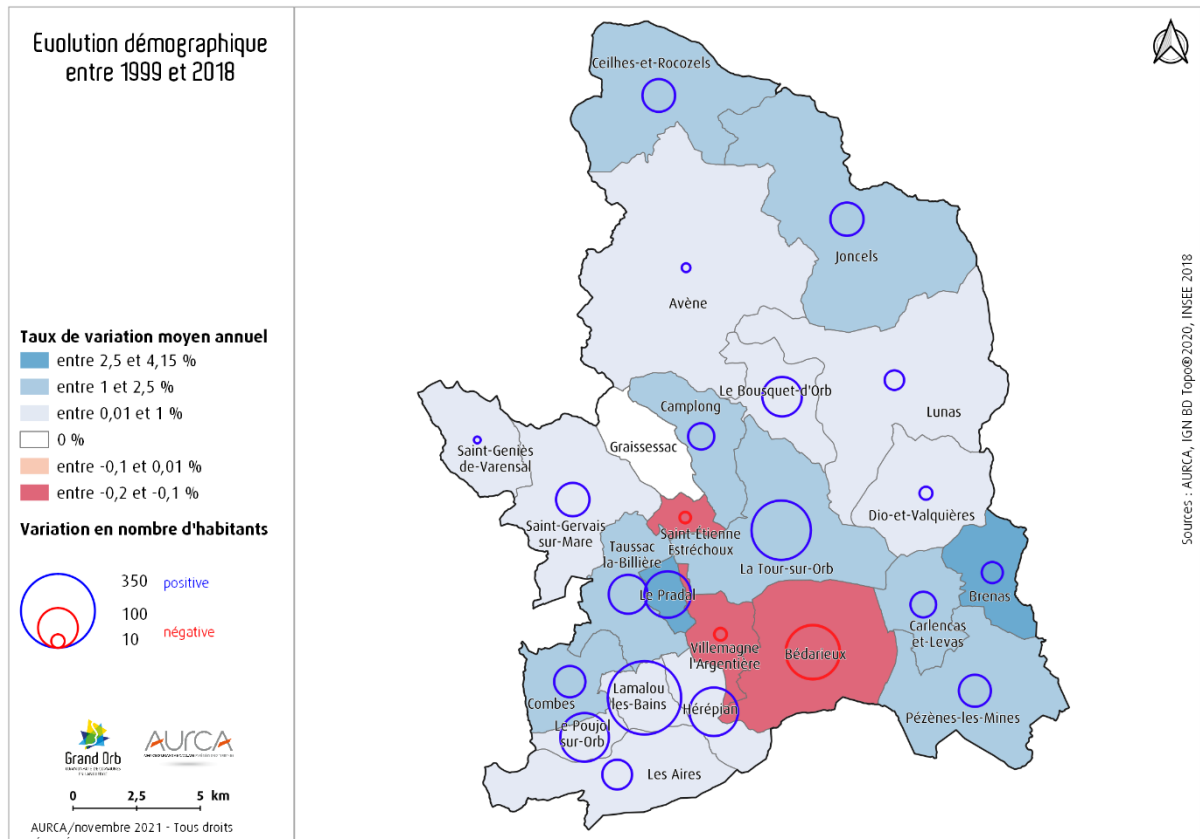 Evolution démographique
entre 1999 et 2018
Taux de variation moyen annuel
entre 2,5 et 4,15 %
entre 1 et 2,5 %
entre 0,01 et 1 %
0 %
entre -0,1 et 0,01 %
entre -0,2 et -0,1 %
Variation en nombre d'habitants
350 positive
100
négative
10
Grand Orb
AURCA
0 2,5 5 km
AURCA/novembre 2021 - Tous droits
Ceilhes-et-Rocozels
Joncels
Avène
Le Bousquet-d'Orb
Lunas
Camplong
Graissessac
Saint-Geniès
de-Varensal
Saint-Gervais
sur-Mare
Dio-et-Valquières
Saint-Étienne
Estréchoux
La Tour-sur-Orb
Taussac
la-Billière
Le Pradal
Brenas
Carlencas
et-Levas
Villemagne
l'Argentière
Bédarieux
Pézènes-les-Mines
Combes
Lamalou
les-Bains
Hérépian
Le Poujol
sur-Orb
Les Aires
Sources : AURCA, IGN BD Topo®2020, INSEE 2018